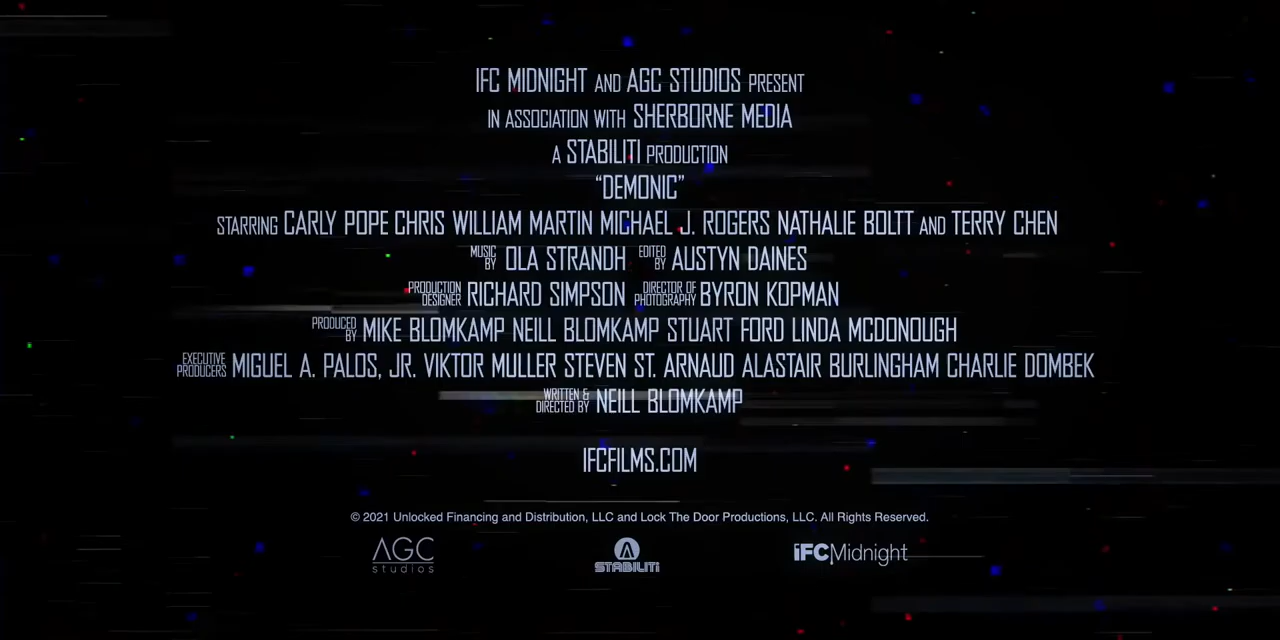 IFC MIDNIGHT AND AGC STUDIOS PRESENT
IN ASSOCIATION WITH SHERBORNE MEDIA
A STABILITI PRODUCTION
“DEMONIC”
STARRING CARLY POPE CHRIS WILLIAM MARTIN MICHAEL J. ROGERS NATHALIE BOLTT AND TERRY CHEN
MUSIC BY OLA STRANDH EDITED BY AUSTYN DAINES
PRODUCTION DESIGNER RICHARD SIMPSON DIRECTOR OF PHOTOGRAPHY BYRON KOPMAN
PRODUCED BY MIKE BLOMKAMP NEILL BLOMKAMP STUART FORD LINDA MCDONOUGH
EXECUTIVE PRODUCERS MIGUEL A. PALOS, JR. VIKTOR MULLER STEVEN ST. ARNAUD ALASTAIR BURLINGHAM CHARLIE DOMBEK
WRITTEN & DIRECTED BY NEILL BLOMKAMP
IFCFILMS.COM
© 2021 Unlocked Financing and Distribution, LLC and Lock The Door Productions, LLC. All Rights Reserved.
AGC studios STABILITI IFC Midnight